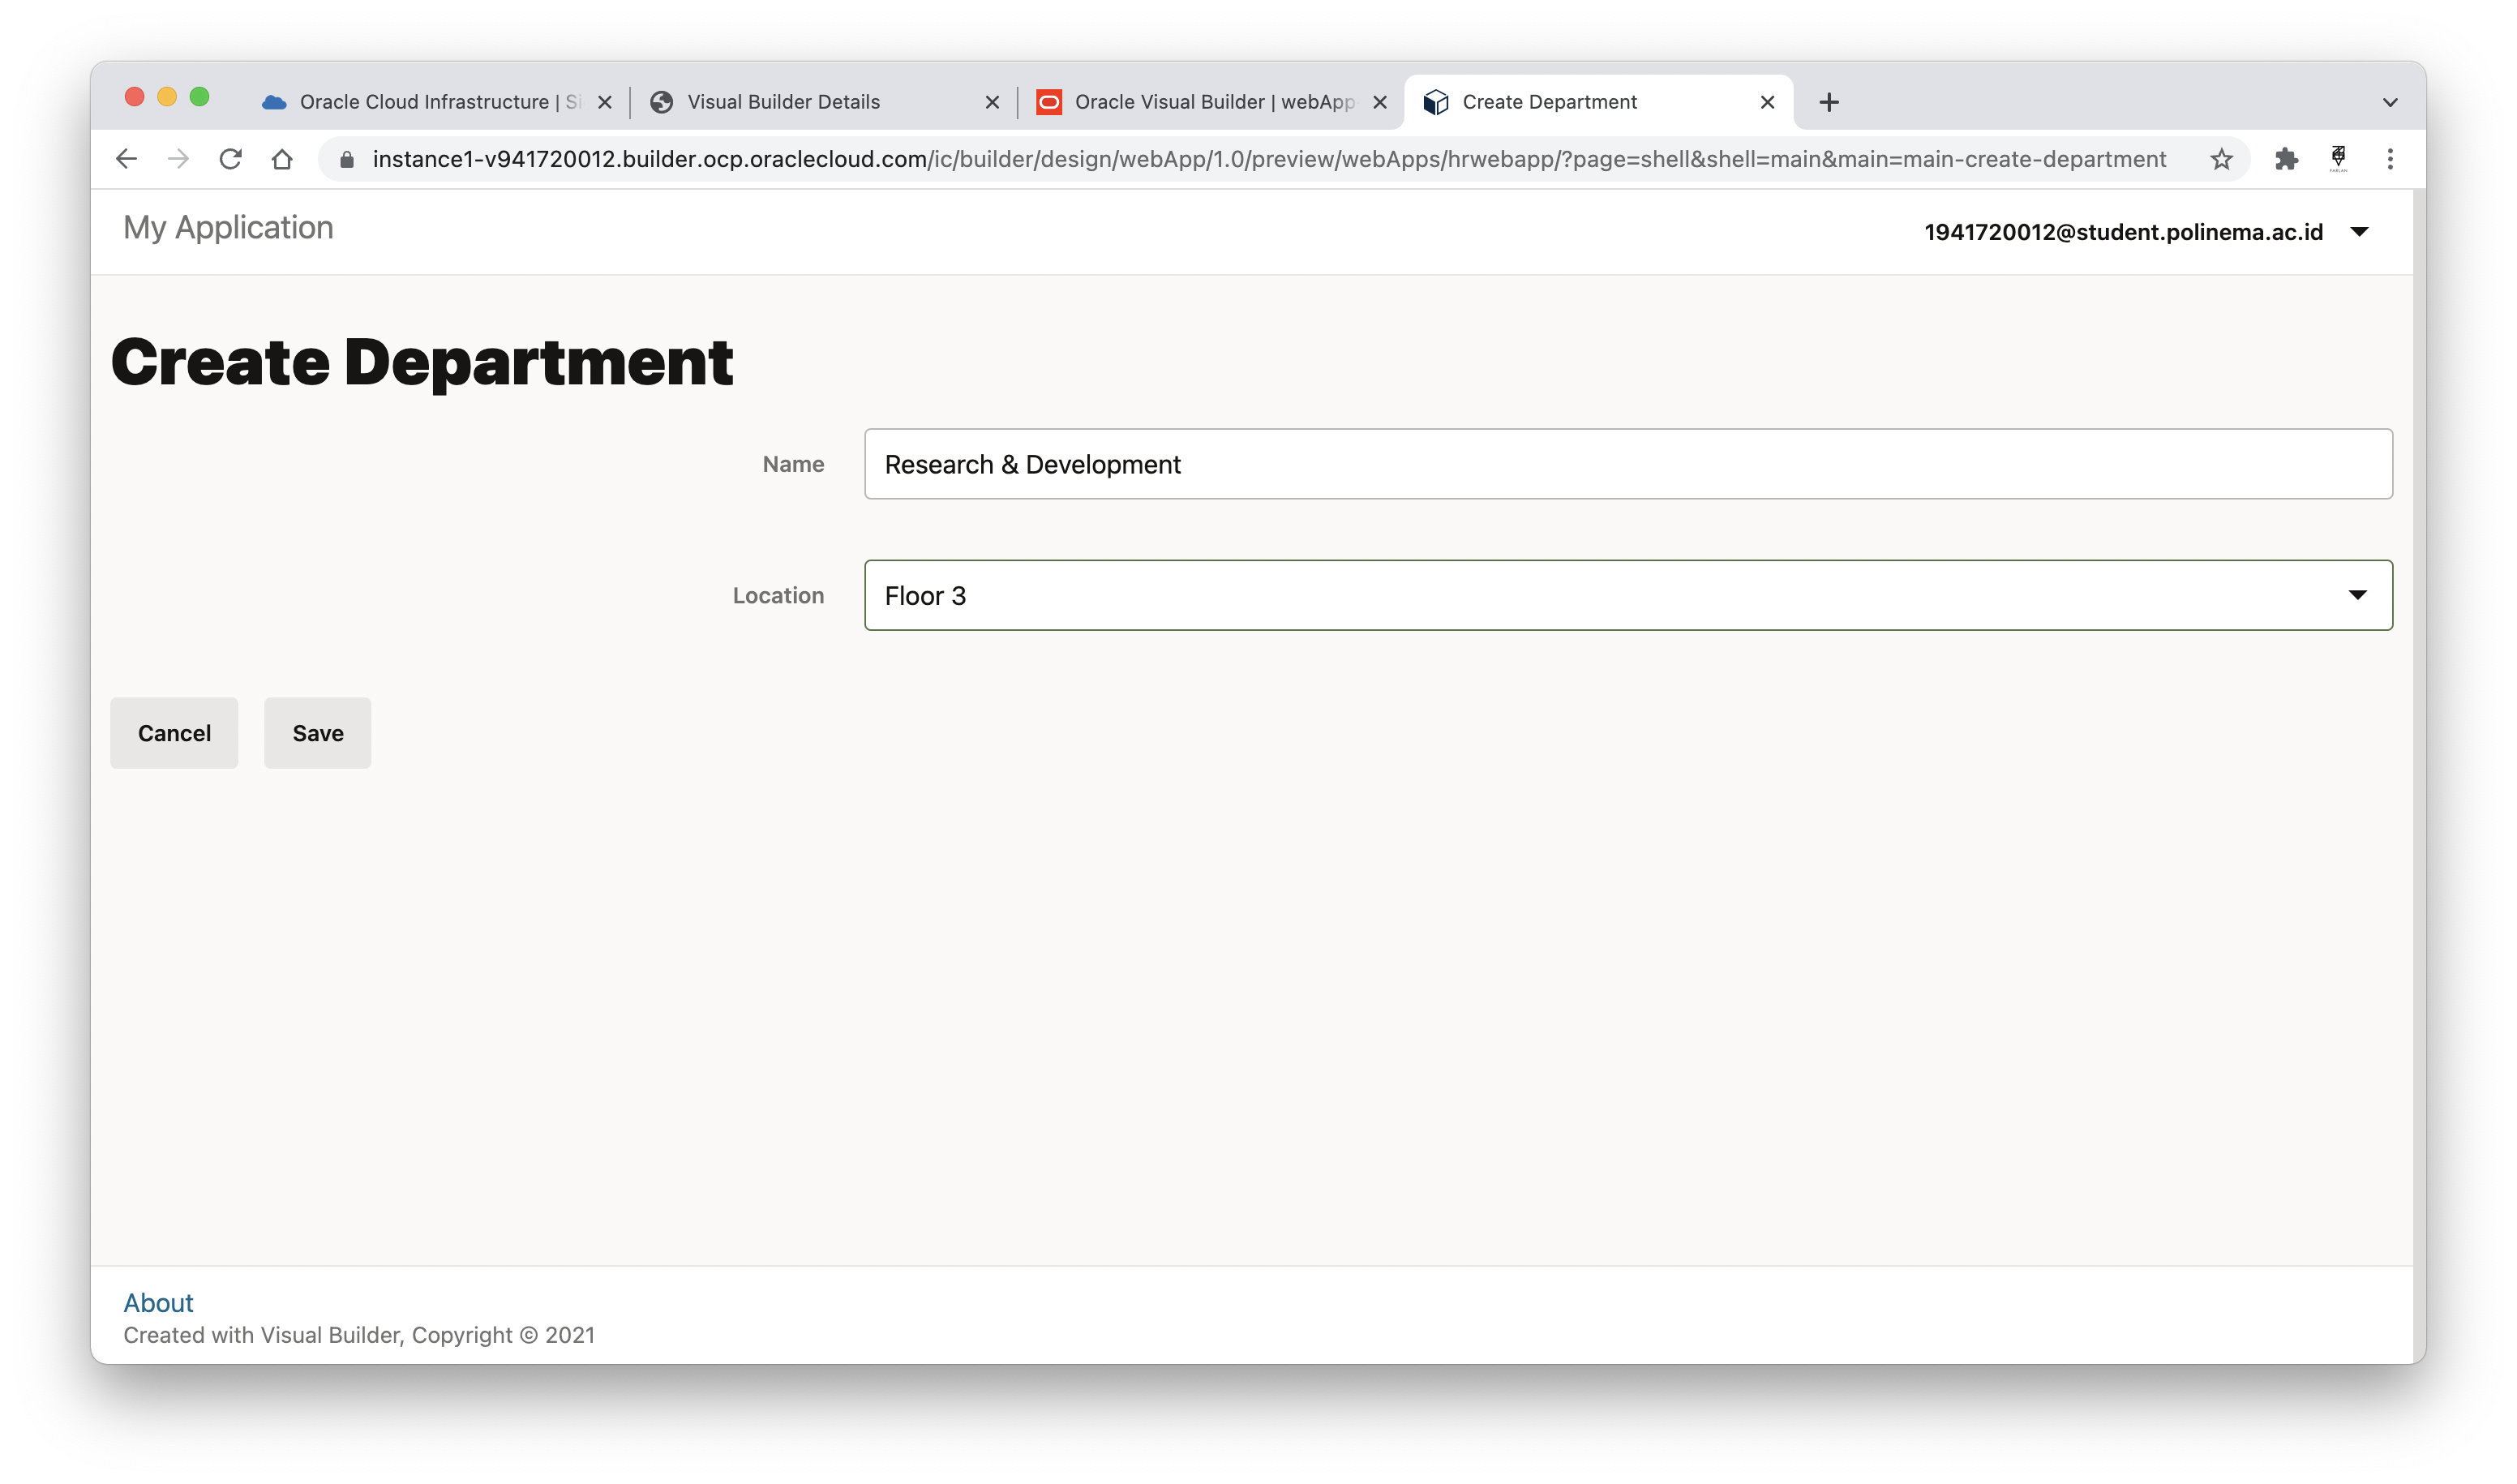 Oracle Cloud Infrastructure | Si
Visual Builder Details
Oracle Visual Builder | webApp
Create Department
instance1-v941720012.builder.ocp.oraclecloud.com/ic/builder/design/webApp/1.0/preview/webApps/hrwebapp/?page=shell&shell=main&main=main-create-department
My Application
1941720012@student.polinema.ac.id
Create Department
Name
Research & Development
Location
Floor 3
Cancel
Save
About
Created with Visual Builder, Copyright © 2021